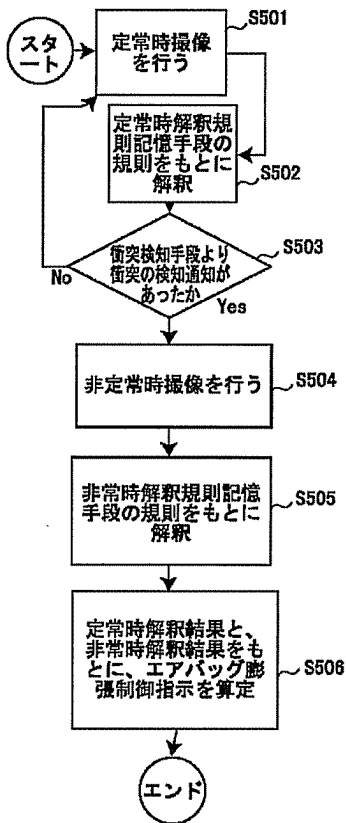 スタ
ート
定常時撮像
を行う
S501
定常時解釈規
則記憶手段の
規則をもとに
解釈
S502
衝突検知手段より
衝突の検知通知が
あったか
S503
No
Yes
非定常時撮像を行う
S504
非常時解釈規則記憶
手段の規則をもとに
解釈
S505
定常時解釈結果と、
非常時解釈結果をも
とに、エアバッグ膨
張制御指示を算定
S506
エンド